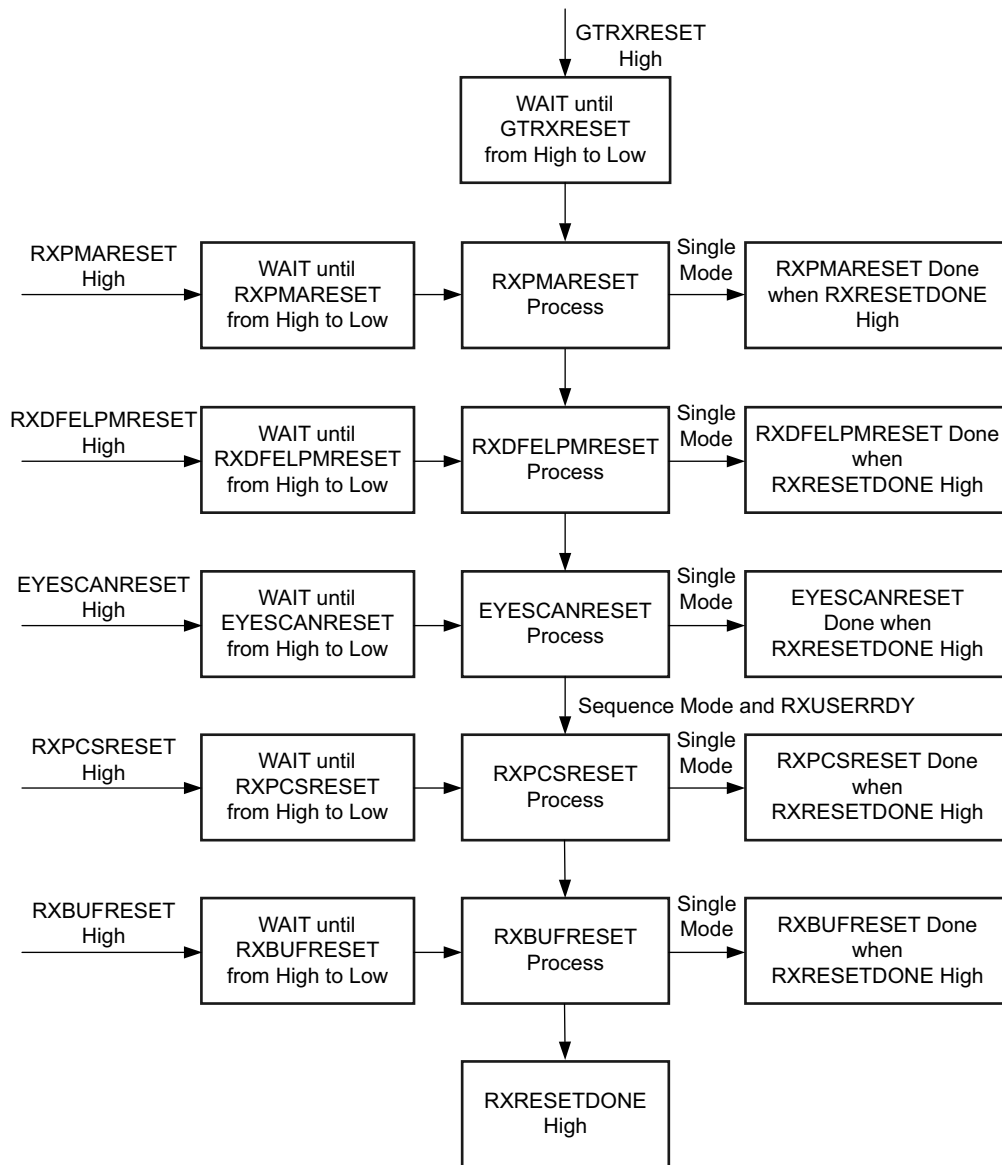 GTRXRESET
High
WAIT until
GTRXRESET
from High to Low
RXPMARESET
High
WAIT until
RXPMARESET
from High to Low
RXPMARESET
Process
Single
Mode
RXPMARESET Done
when RXRESETDONE
High
RXDFELPMRESET
High
WAIT until
RXDFELPMRESET
from High to Low
RXDFELPMRESET
Process
Single
Mode
RXDFELPMRESET Done
when
RXRESETDONE High
EYESCANRESET
High
WAIT until
EYESCANRESET
from High to Low
EYESCANRESET
Process
Single
Mode
EYESCANRESET
Done when
RXRESETDONE High
Sequence Mode and RXUSERRDY
RXPCSRESET
High
WAIT until
RXPCSRESET
from High to Low
RXPCSRESET
Process
Single
Mode
RXPCSRESET Done
when
RXRESETDONE High
RXBUFRESET
High
WAIT until
RXBUFRESET
from High to Low
RXBUFRESET
Process
Single
Mode
RXBUFRESET Done
when
RXRESETDONE High
RXRESETDONE
High